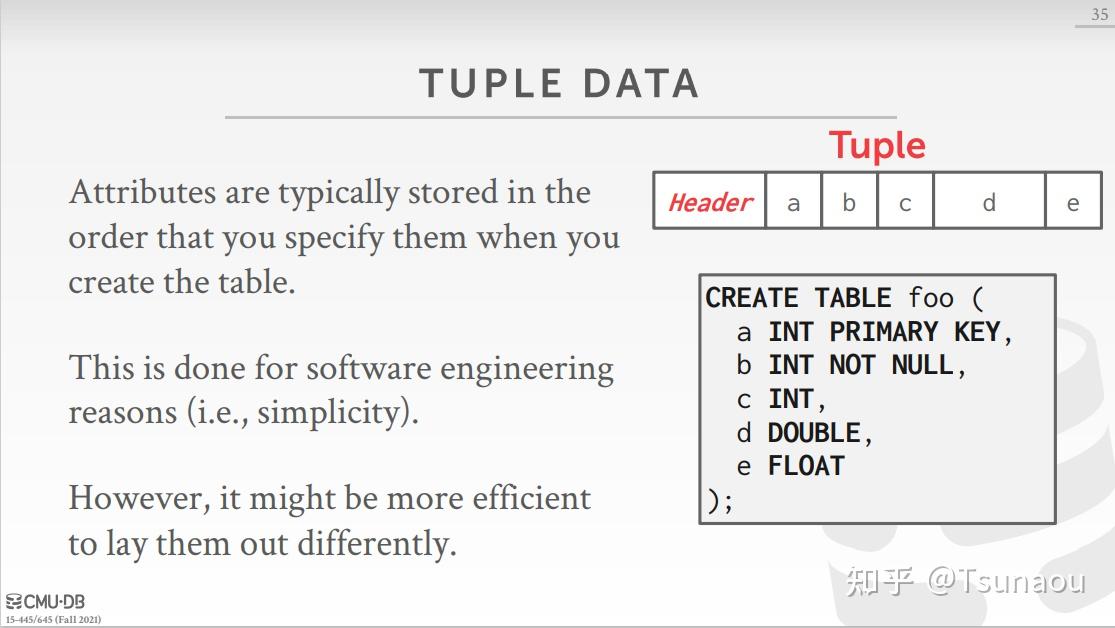 35
TUPLE DATA
Attributes are typically stored in the
order that you specify them when you
create the table.
This is done for software engineering
reasons (i.e., simplicity).
However, it might be more efficient
to lay them out differently.
Tuple
Header a b c d e
CREATE TABLE foo (
a INT PRIMARY KEY,
b INT NOT NULL,
c INT,
d DOUBLE,
e FLOAT
);
CMU·DB
15-445/645 (Fall 2021)
知乎 @Tsunaou